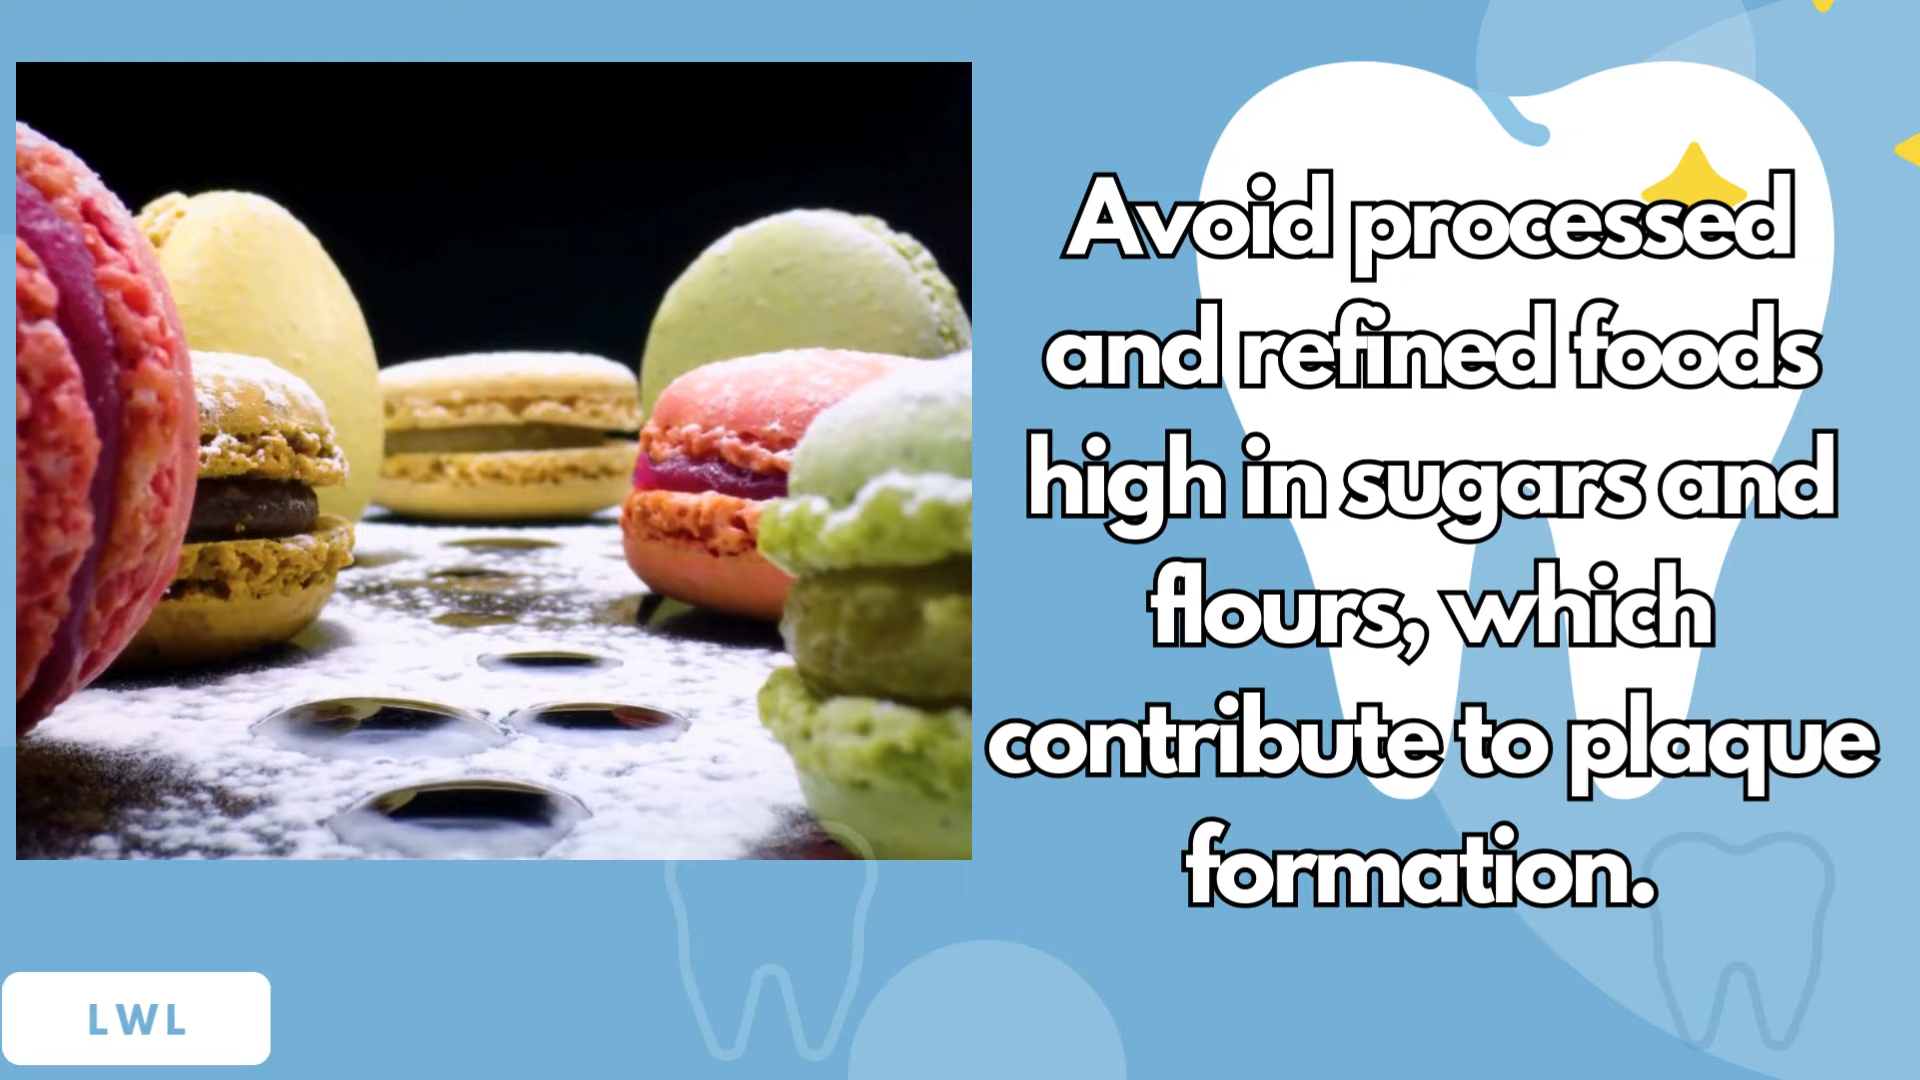 Avoid processed
and refined foods
high in sugars and
flours, which
contribute to plaque
formation.
LWL